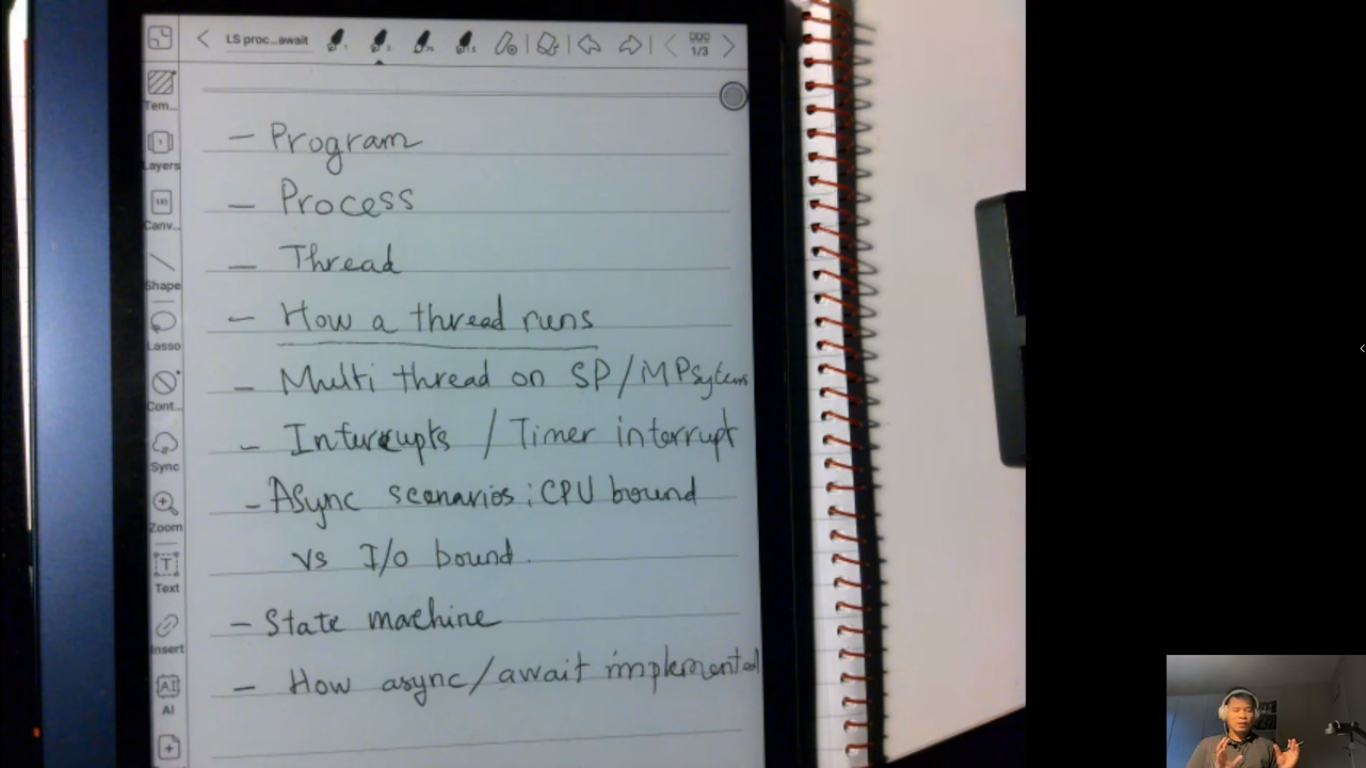 LS proc...await
1/3
Tem...
Layers
Canv..
Shape
Lasso
Cont...
Sync
Zoom
Text
Insert
AI
- Program
- Process
- Thread
- How a thread runs
- Multi thread on SP/MPSytems
- Interrupts / Timer interrupt
- Async scenarios: CPU bound
vs I/O bound.
- State machine
- How async/await implemented